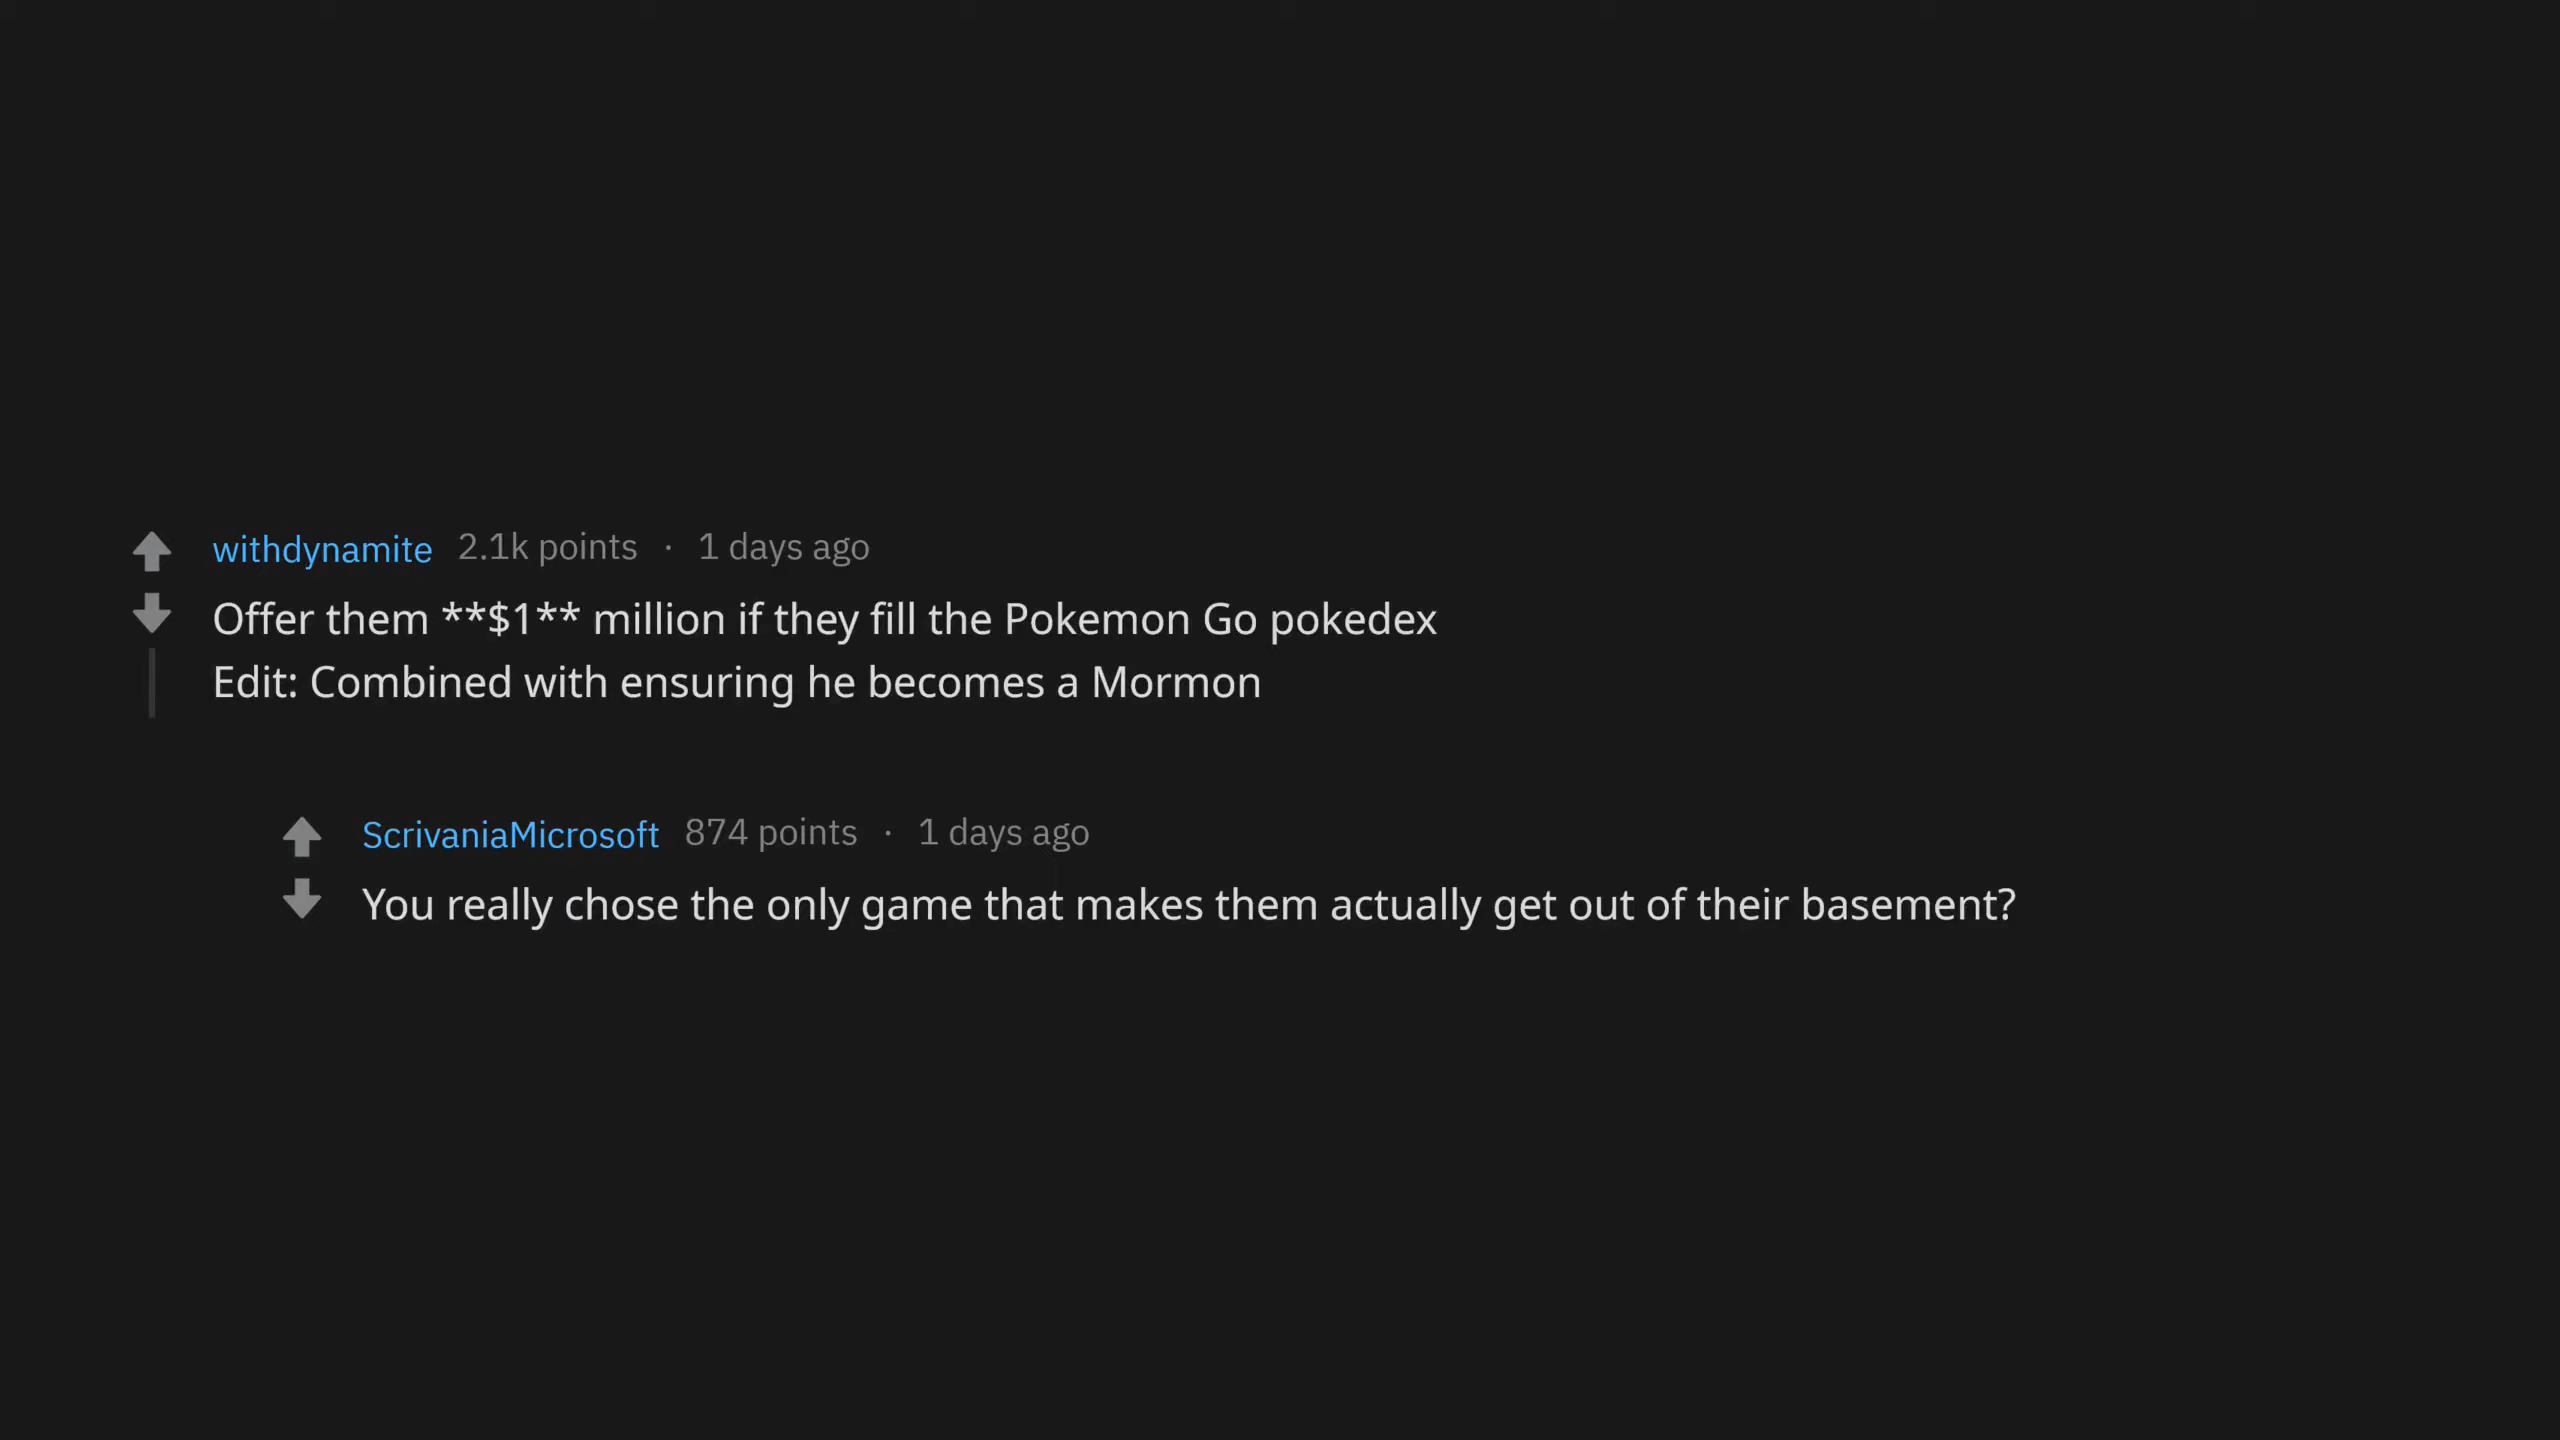 withdynamite 2.1k points · 1 days ago
Offer them **$1** million if they fill the Pokemon Go pokedex
Edit: Combined with ensuring he becomes a Mormon
ScrivaniaMicrosoft 874 points · 1 days ago
You really chose the only game that makes them actually get out of their basement?